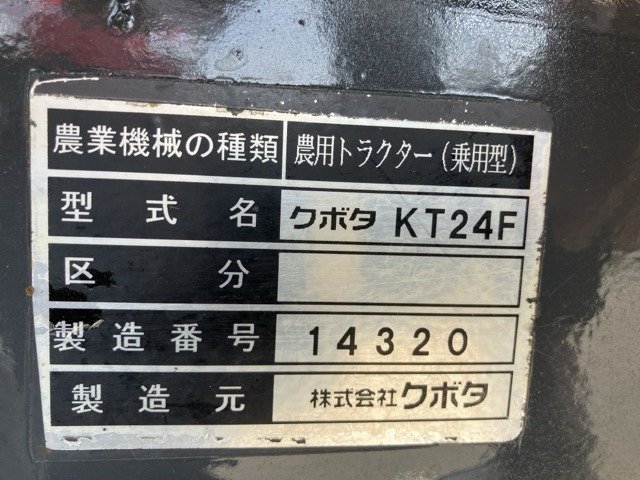 農業機械の種類 農用トラクター(乗用型)
型式名 クボタ KT24F
区分
製造番号 14320
製造元 株式会社クボタ